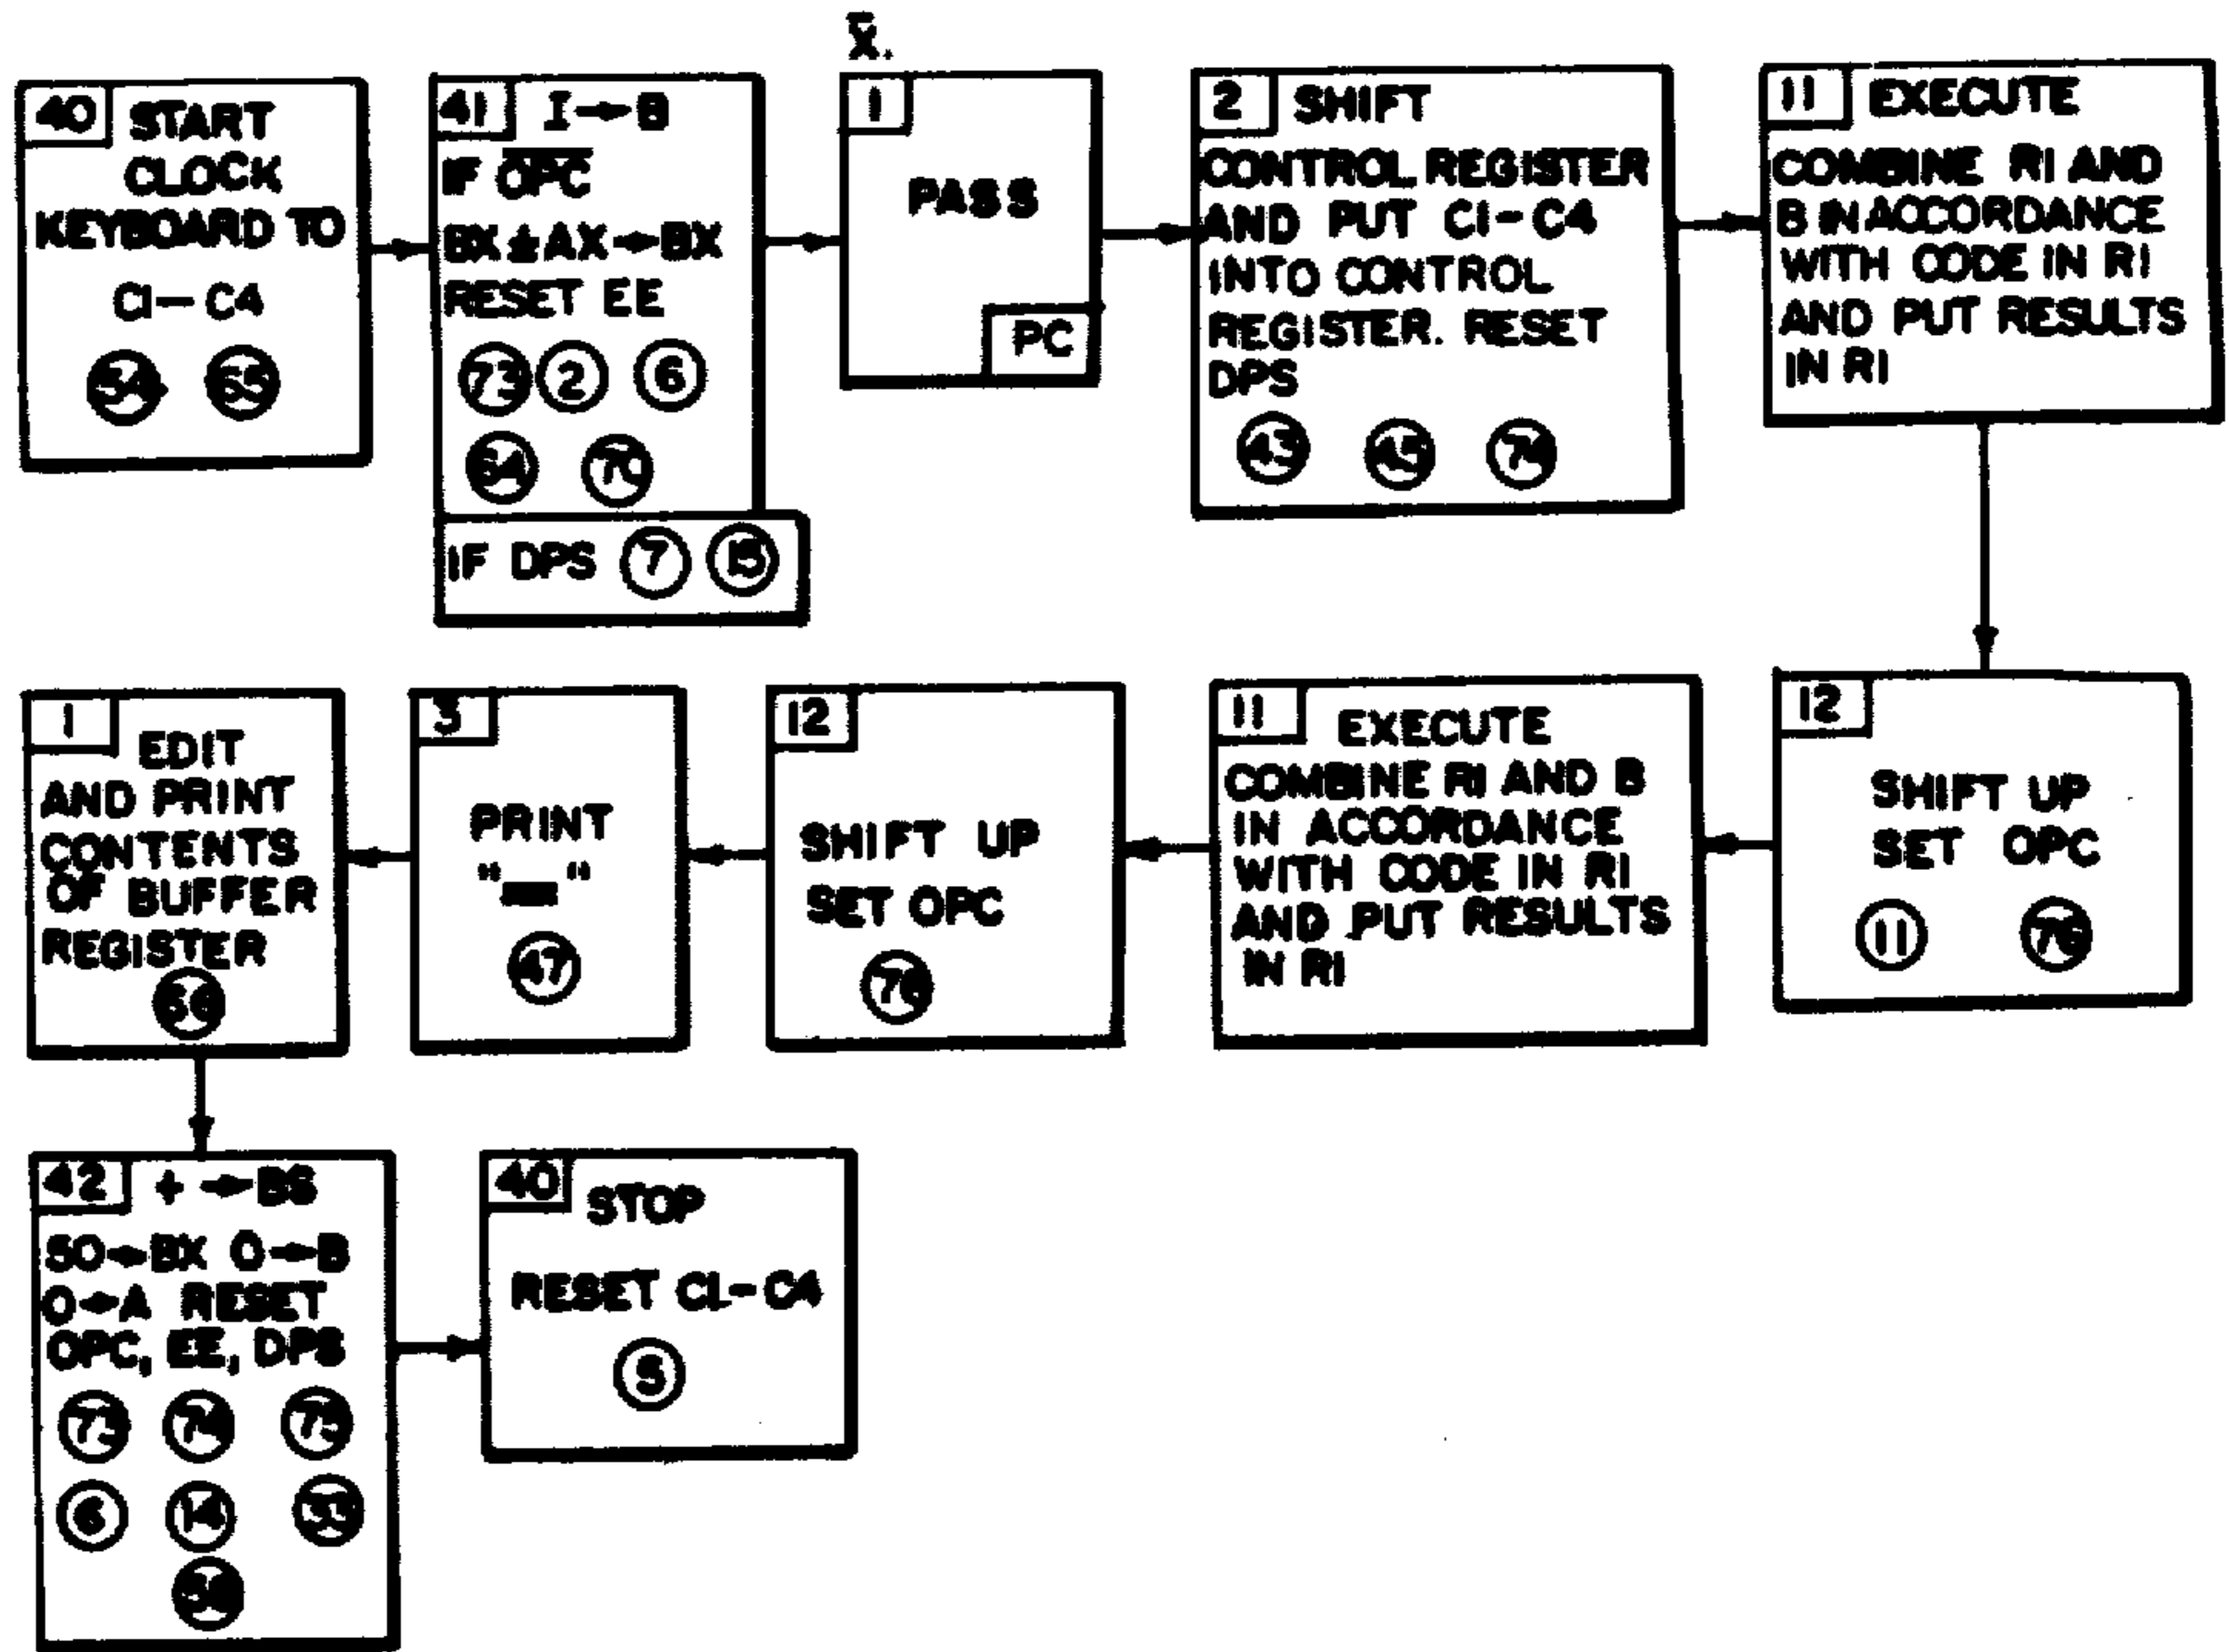 X̄.
40 START
CLOCK
KEYBOARD TO
C1-C4
34 65
41 I→B
IF O̅P̅C̅
BX±AX→BX
RESET EE
73 2 6
64 70
IF DPS 7 15
1
PASS
PC
2 SHIFT
CONTROL REGISTER
AND PUT C1-C4
INTO CONTROL
REGISTER. RESET
DPS
43 45 74
11 EXECUTE
COMBINE R1 AND
B IN ACCORDANCE
WITH CODE IN R1
AND PUT RESULTS
IN R1
12
SHIFT UP
SET OPC
11 76
11 EXECUTE
COMBINE R1 AND B
IN ACCORDANCE
WITH CODE IN R1
AND PUT RESULTS
IN R1
12
SHIFT UP
SET OPC
76
3
PRINT
"—"
47
1
EDIT
AND PRINT
CONTENTS
OF BUFFER
REGISTER
42 + →BS
50→BX 0→B
0→A RESET
OPC, EE, DPS
73 74 75
6 14 33
40 STOP
RESET C1-C4